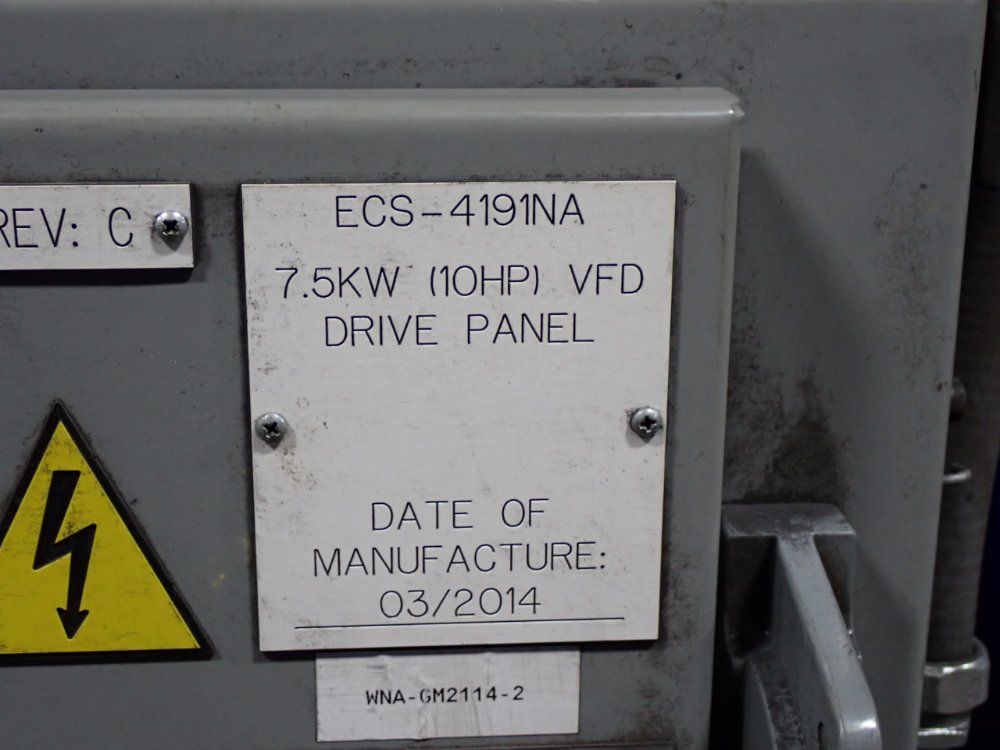 REV: C
ECS-4191NA
7.5KW (10HP) VFD
DRIVE PANEL
DATE OF
MANUFACTURE:
03/2014
WNA-GM2114-2